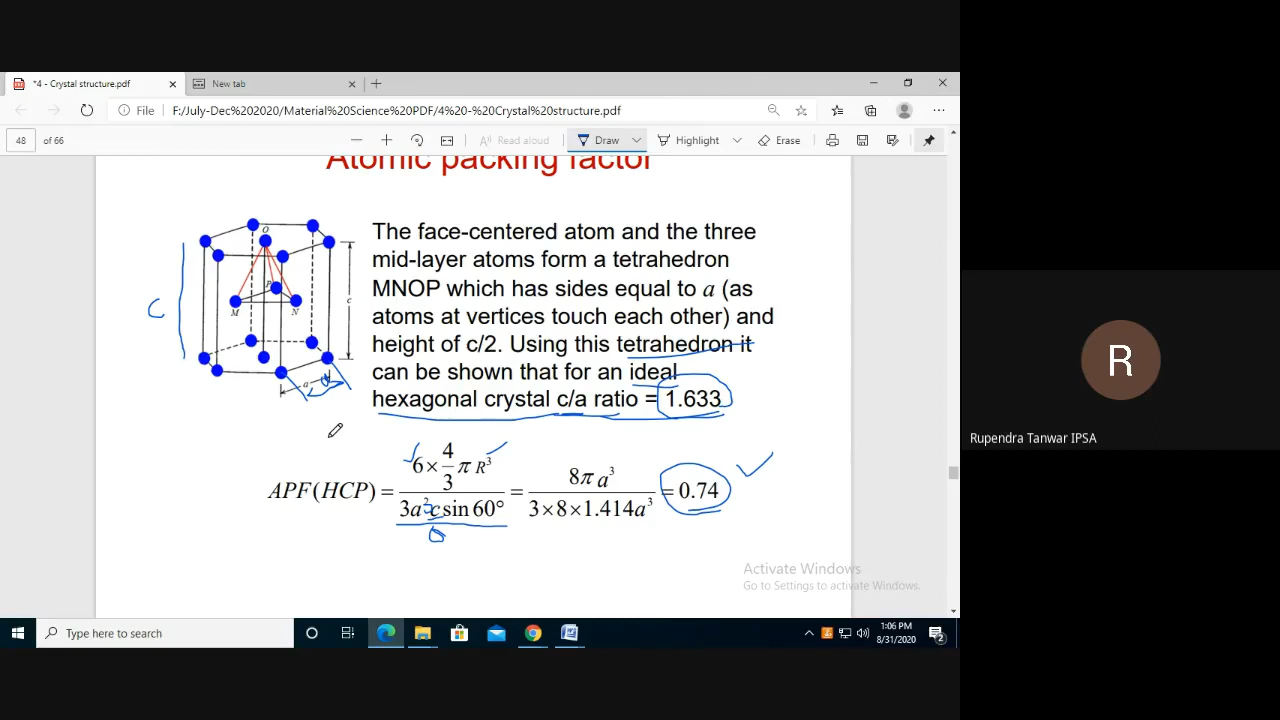 *4 - Crystal structure.pdf
New tab
File F:/July-Dec%202020/Material%20Science%20PDF/4%20-%20Crystal%20structure.pdf
48 of 66
Read aloud
Draw
Highlight
Erase
Atomic packing factor
The face-centered atom and the three
mid-layer atoms form a tetrahedron
MNOP which has sides equal to a (as
atoms at vertices touch each other) and
height of c/2. Using this tetrahedron it
can be shown that for an ideal
hexagonal crystal c/a ratio = 1.633
O
P
M
N
c
a
C
a
APF(HCP) = 6 × 4/3 π R³ / 3a²c sin 60° = 8π a³ / 3×8×1.414a³ = 0.74
Activate Windows
Go to Settings to activate Windows.
R
Rupendra Tanwar IPSA
Type here to search
1:06 PM
8/31/2020
2